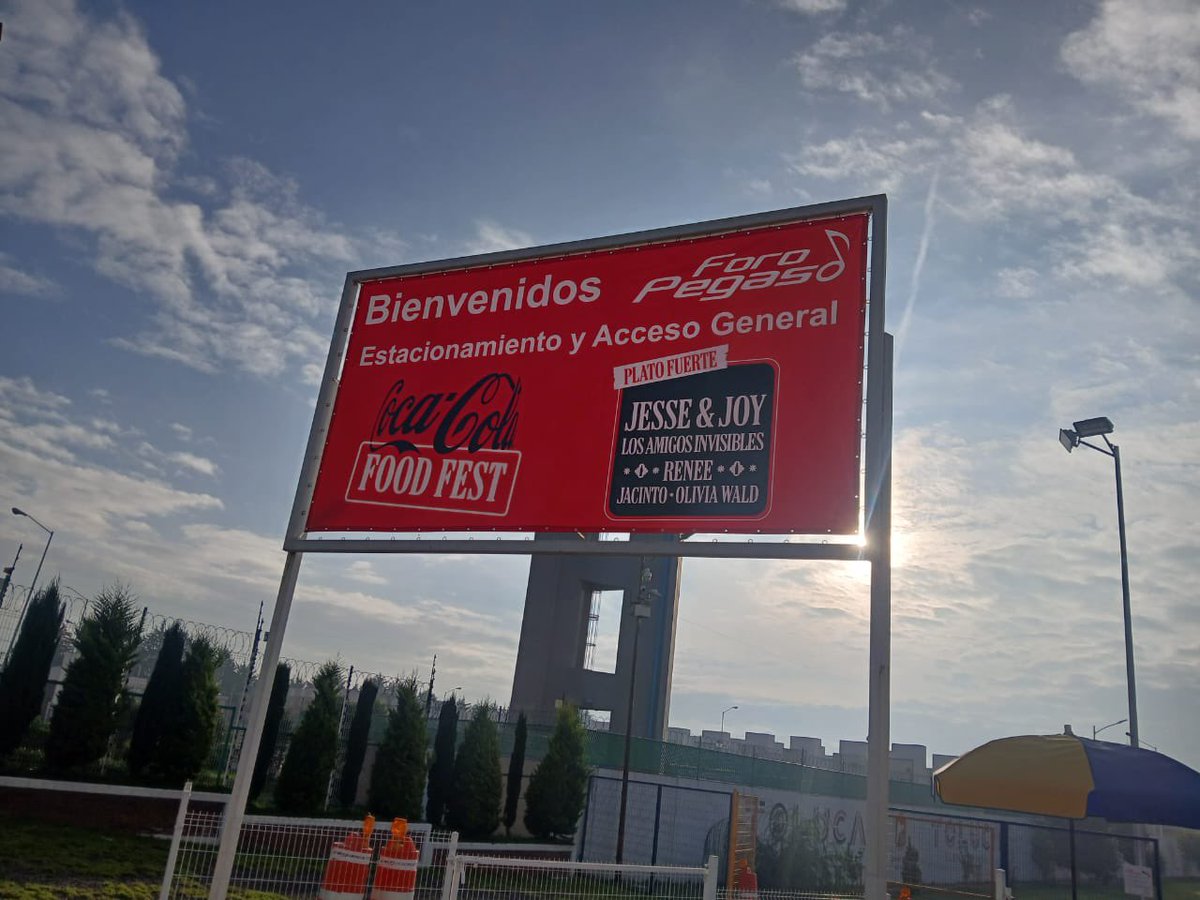 Bienvenidos
Foro
Pegaso
Estacionamiento y Acceso General
Coca-Cola
FOOD FEST
PLATO FUERTE
JESSE & JOY
LOS AMIGOS INVISIBLES
RENEE
JACINTO · OLIVIA WALD